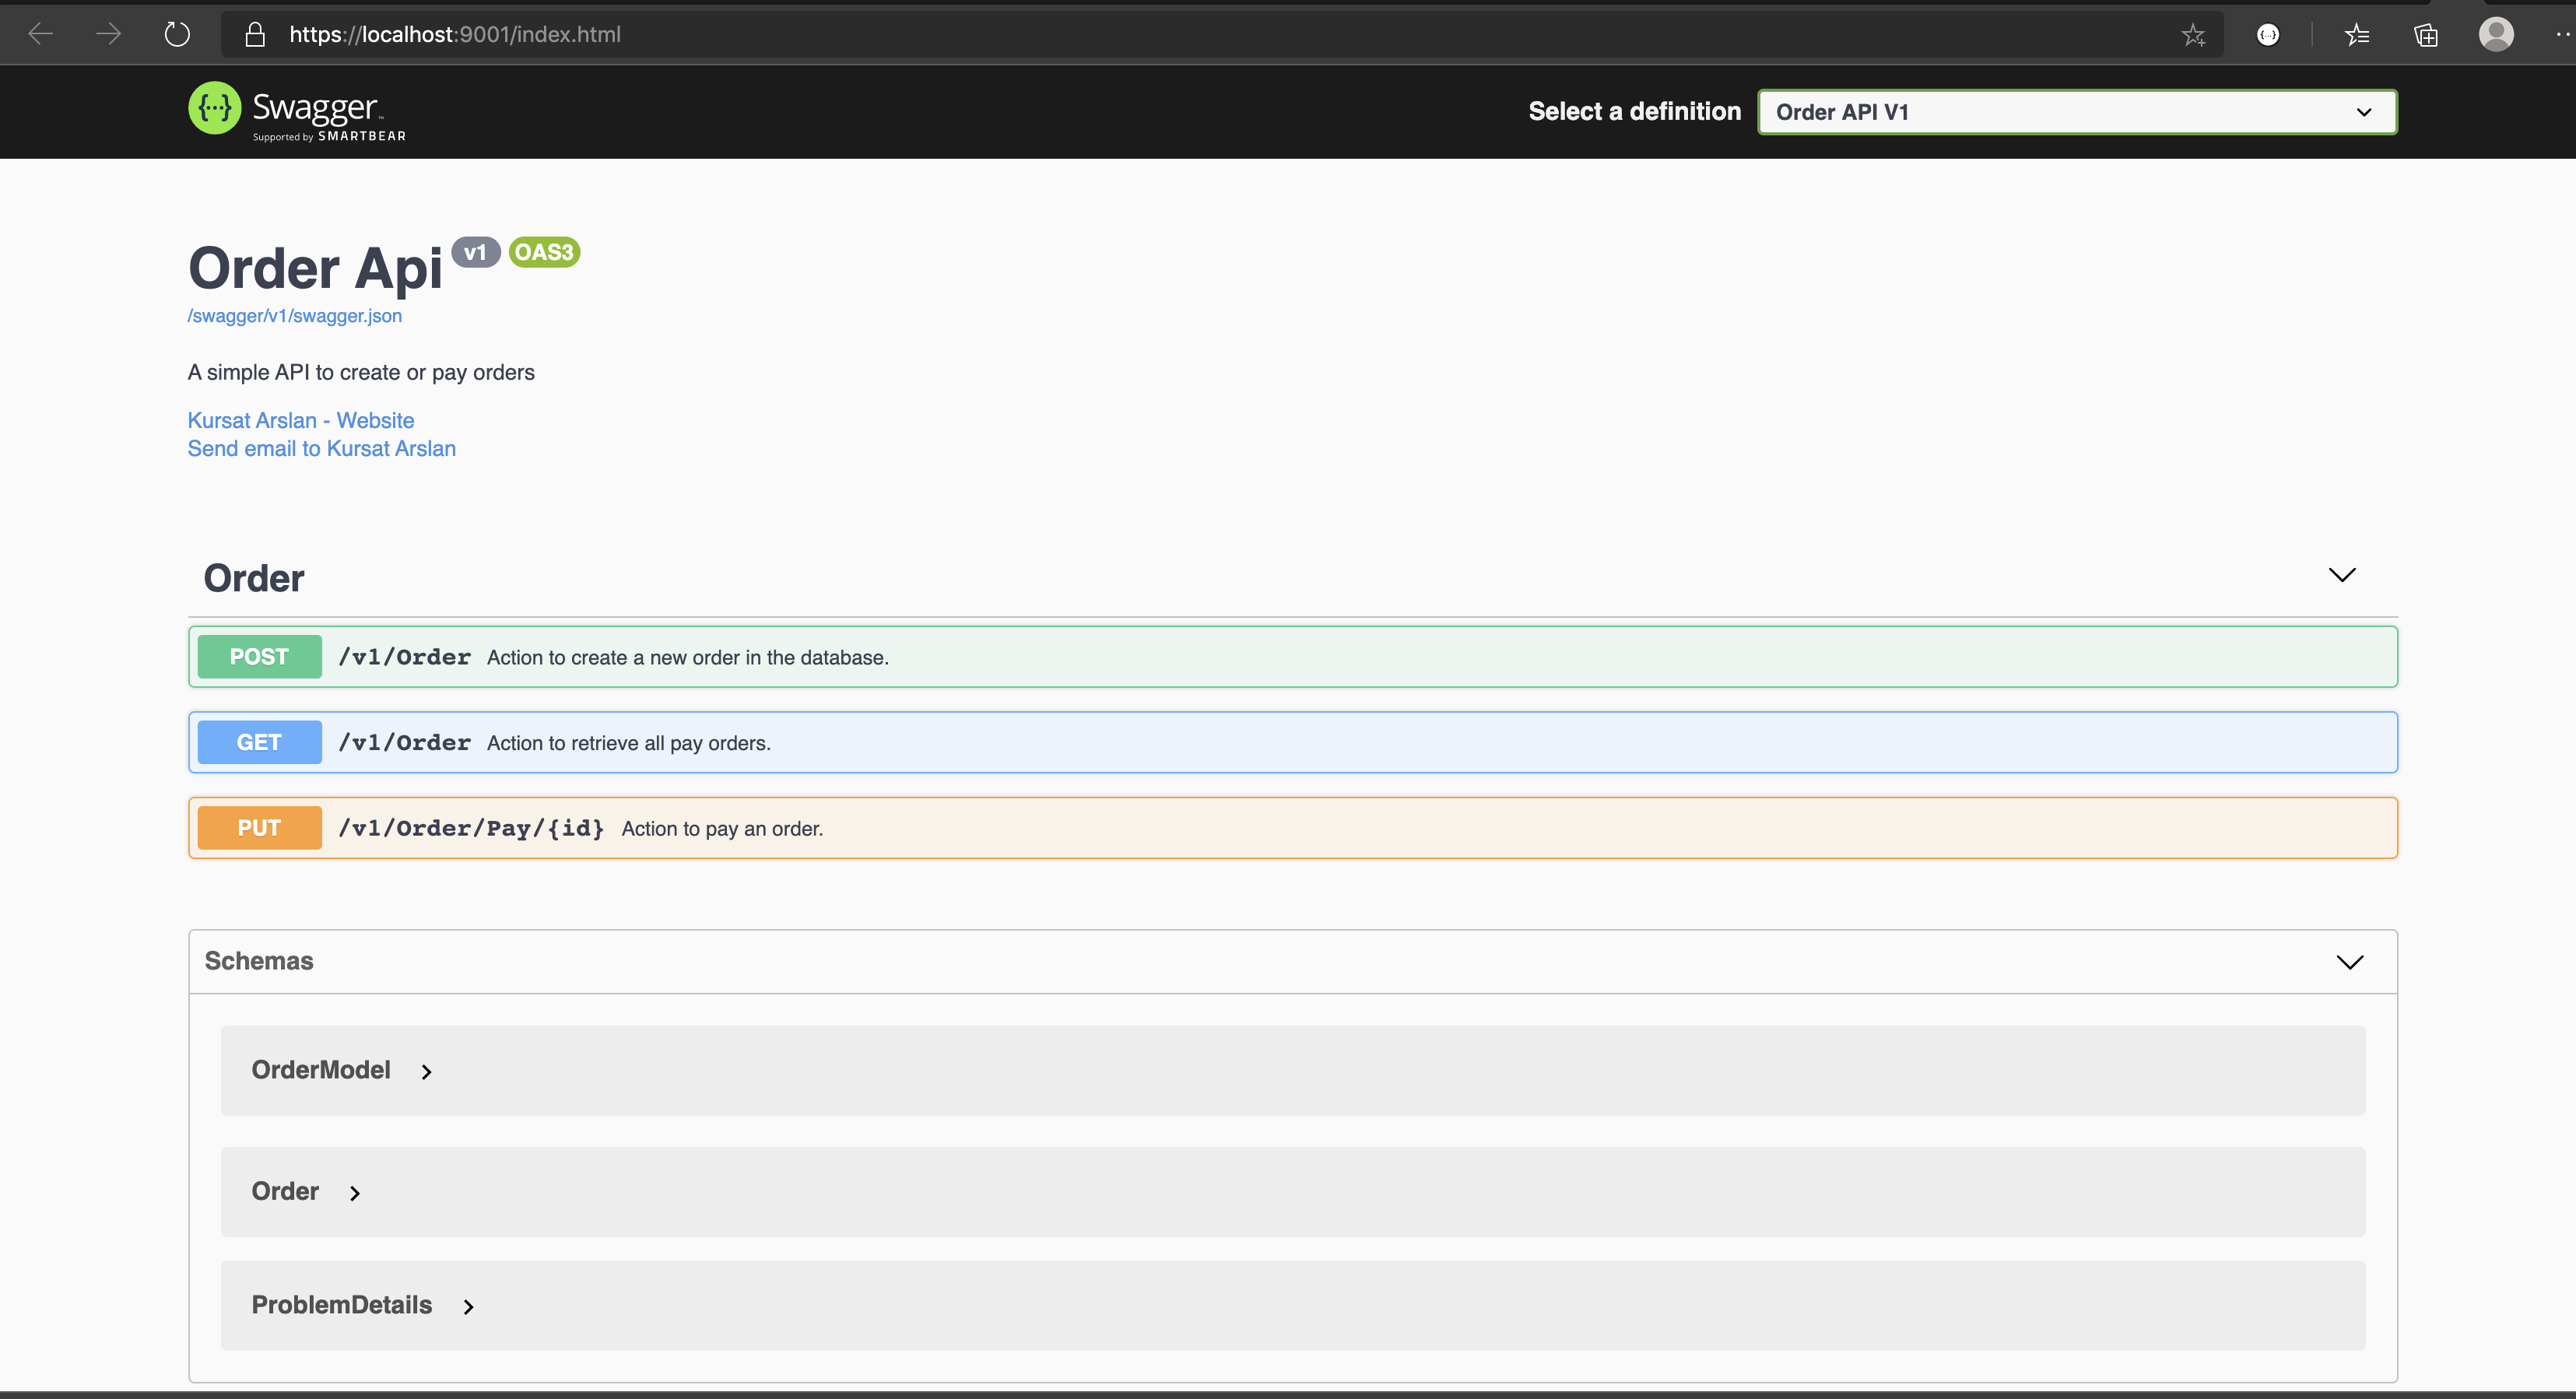 https://localhost:9001/index.html
{...}
{...} Swagger™
Supported by SMARTBEAR
Select a definition
Order API V1
Order Api v1 OAS3
/swagger/v1/swagger.json
A simple API to create or pay orders
Kursat Arslan - Website
Send email to Kursat Arslan
Order
POST /v1/Order Action to create a new order in the database.
GET /v1/Order Action to retrieve all pay orders.
PUT /v1/Order/Pay/{id} Action to pay an order.
Schemas
OrderModel
Order
ProblemDetails